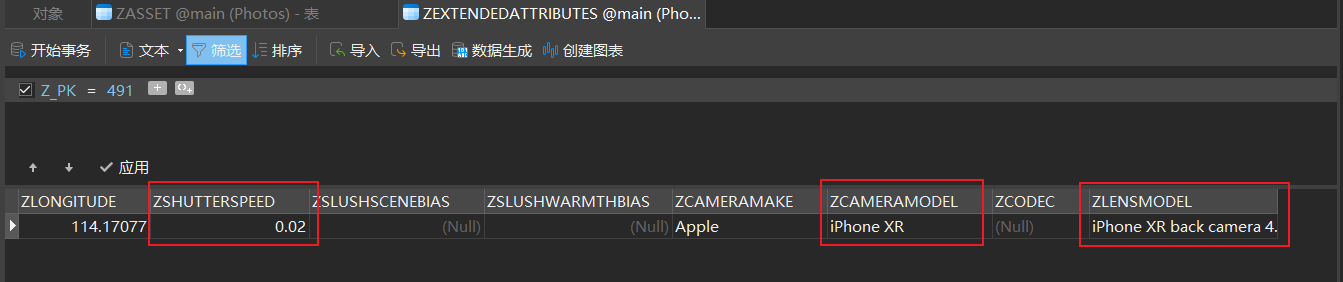 对象 ZASSET @main (Photos) - 表 ZEXTENDEDATTRIBUTES @main (Pho...
开始事务 文本 筛选 排序 导入 导出 数据生成 创建图表
Z_PK = 491
应用
ZLONGITUDE ZSHUTTERSPEED ZSLUSHSCENEBIAS ZSLUSHWARMTHBIAS ZCAMERAMAKE ZCAMERAMODEL ZCODEC ZLENSMODEL
114.17077 0.02 (Null) (Null) Apple iPhone XR (Null) iPhone XR back camera 4.